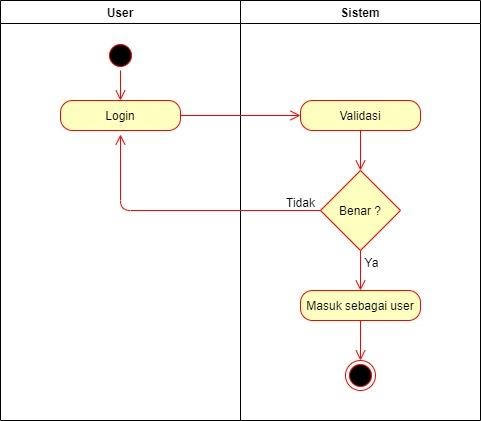 User
Sistem
Login
Validasi
Tidak
Benar ?
Ya
Masuk sebagai user